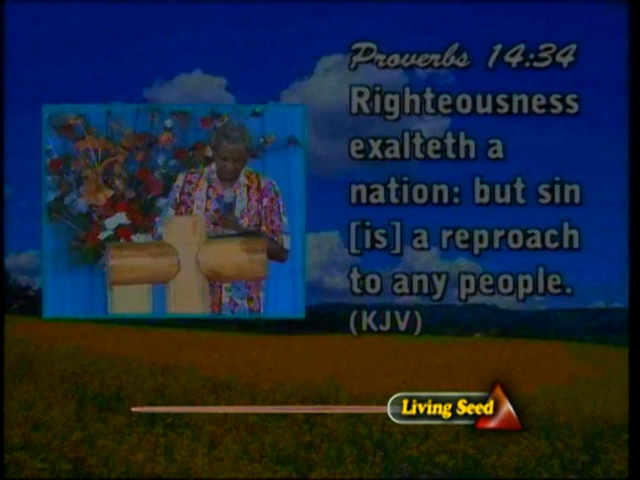 Proverbs 14:34
Righteousness
exalteth a
nation: but sin
[is] a reproach
to any people.
(KJV)
Living Seed